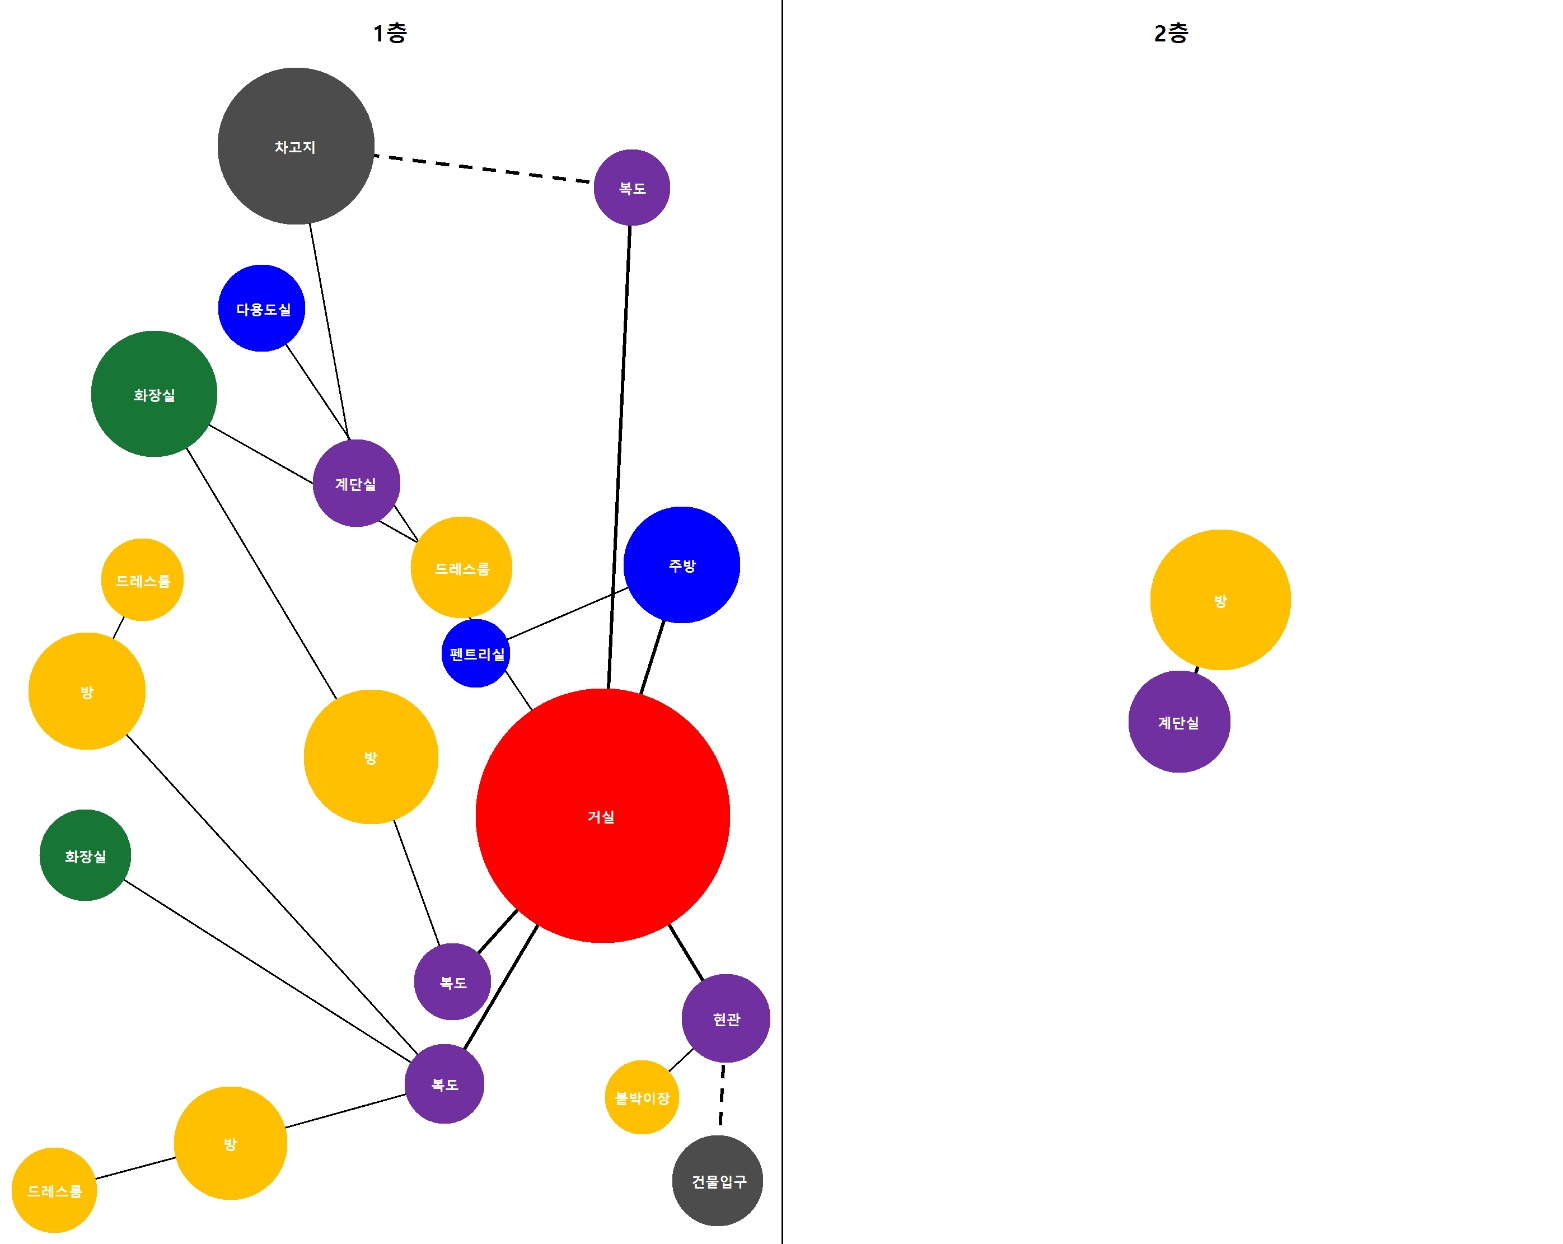 1층
2층
차고지
복도
다용도실
화장실
계단실
드레스룸
주방
드레스룸
방
펜트리실
방
방
거실
계단실
화장실
복도
현관
복도
붙박이장
방
건물입구
드레스룸